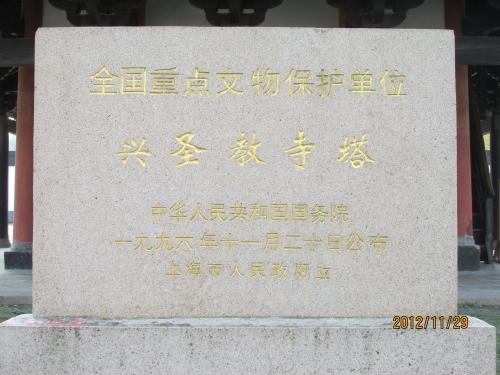 全国重点文物保护单位
兴圣教寺塔
中华人民共和国国务院
一九九六年十一月二十日公布
上海市人民政府立
2012/11/29